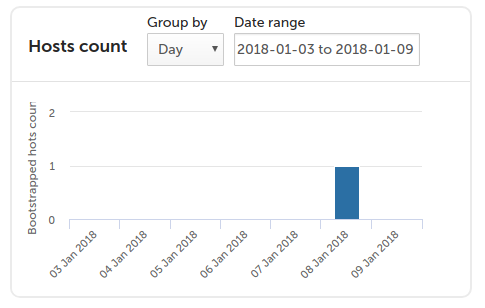 Group by
Date range
Hosts count
Day
2018-01-03 to 2018-01-09
Bootstrapped hots coun
2
1
0
03 Jan 2018
04 Jan 2018
05 Jan 2018
06 Jan 2018
07 Jan 2018
08 Jan 2018
09 Jan 2018